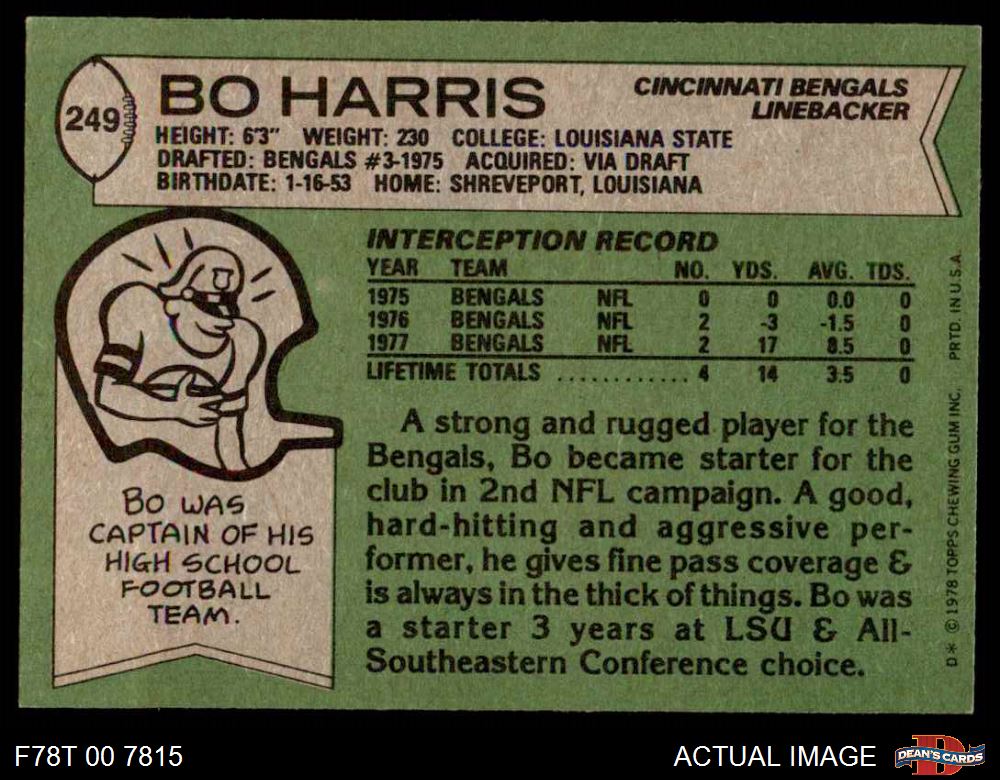 249
BO HARRIS
CINCINNATI BENGALS
LINEBACKER
HEIGHT: 6'3" WEIGHT: 230 COLLEGE: LOUISIANA STATE
DRAFTED: BENGALS #3-1975 ACQUIRED: VIA DRAFT
BIRTHDATE: 1-16-53 HOME: SHREVEPORT, LOUISIANA
INTERCEPTION RECORD
YEAR TEAM NO. YDS. AVG. TDS.
1975 BENGALS NFL 0 0 0.0 0
1976 BENGALS NFL 2 -3 -1.5 0
1977 BENGALS NFL 2 17 8.5 0
LIFETIME TOTALS ............ 4 14 3.5 0
A strong and rugged player for the
Bengals, Bo became starter for the
club in 2nd NFL campaign. A good,
hard-hitting and aggressive per-
former, he gives fine pass coverage &
is always in the thick of things. Bo was
a starter 3 years at LSU & All-
Southeastern Conference choice.
BO WAS
CAPTAIN OF HIS
HIGH SCHOOL
FOOTBALL
TEAM.
D* © 1978 TOPPS CHEWING GUM INC. PRTD. IN U.S.A.
F78T 00 7815
ACTUAL IMAGE
D
DEAN'S CARDS